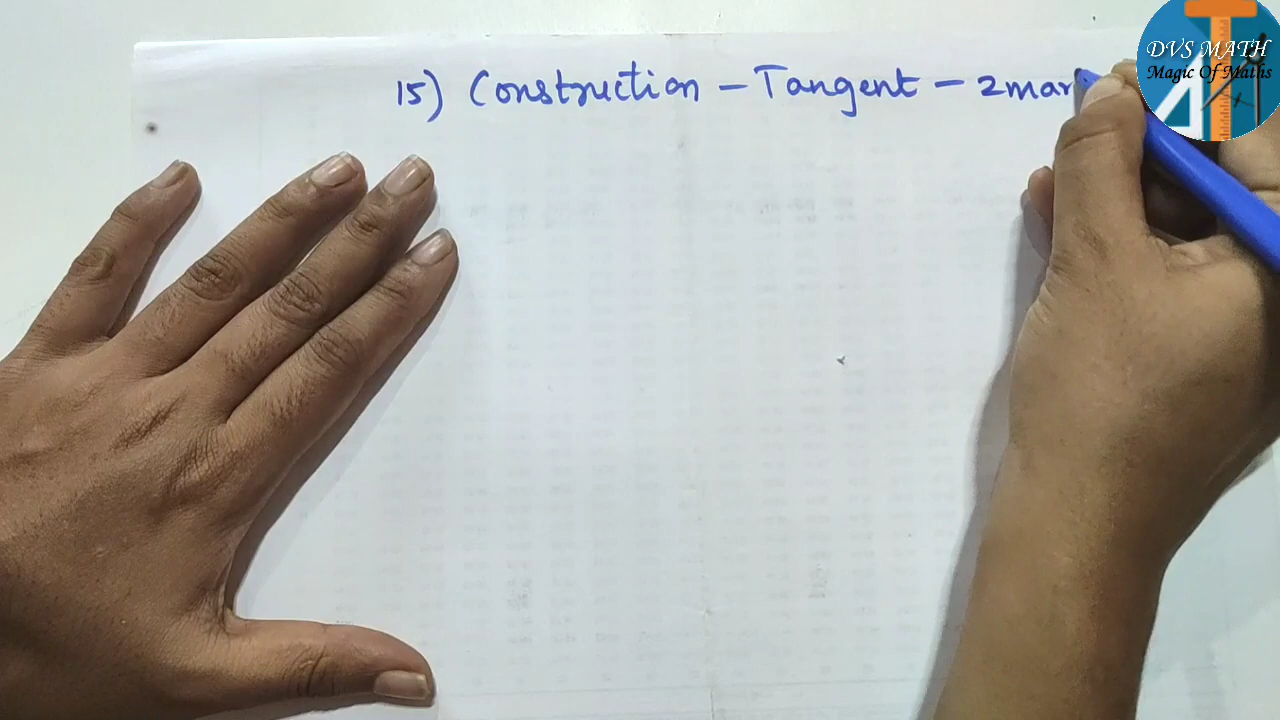 15) Construction - Tangent - 2mar
DVS MATH
Magic Of Maths